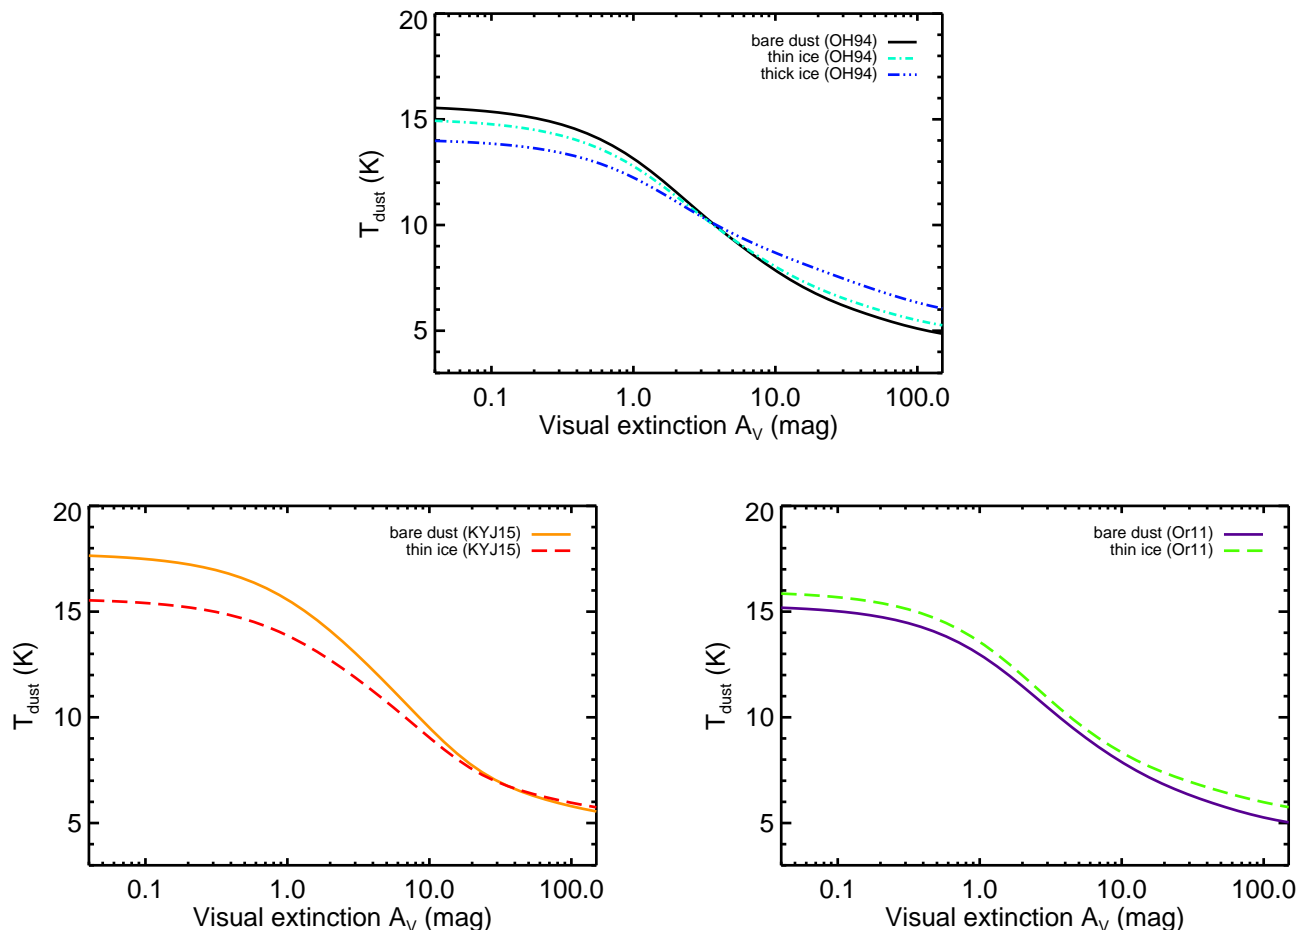 20
15
10
5
T_dust (K)
bare dust (OH94)
thin ice (OH94)
thick ice (OH94)
0.1 1.0 10.0 100.0
Visual extinction A_V (mag)
20
15
10
5
T_dust (K)
bare dust (KYJ15)
thin ice (KYJ15)
0.1 1.0 10.0 100.0
Visual extinction A_V (mag)
20
15
10
5
T_dust (K)
bare dust (Or11)
thin ice (Or11)
0.1 1.0 10.0 100.0
Visual extinction A_V (mag)